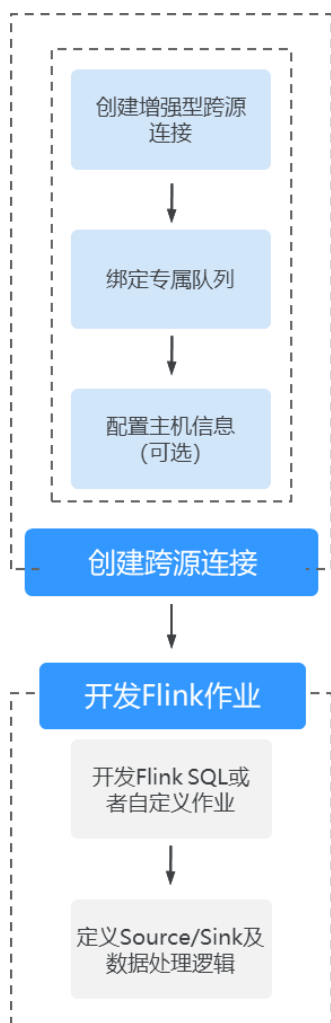 创建增强型跨源
连接
绑定专属队列
配置主机信息
(可选)
创建跨源连接
开发Flink作业
开发Flink SQL或
者自定义作业
定义Source/Sink及
数据处理逻辑